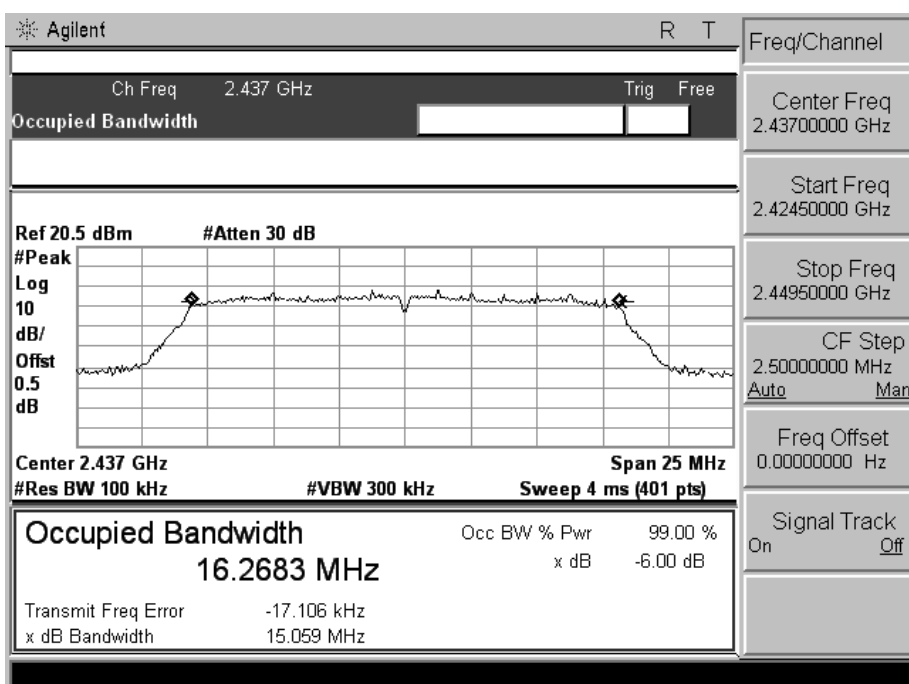 Agilent R T
Ch Freq 2.437 GHz Trig Free
Occupied Bandwidth
Ref 20.5 dBm #Atten 30 dB
#Peak
Log
10
dB/
Offst
0.5
dB
Center 2.437 GHz Span 25 MHz
#Res BW 100 kHz #VBW 300 kHz Sweep 4 ms (401 pts)
Occupied Bandwidth
16.2683 MHz
Occ BW % Pwr 99.00 %
x dB -6.00 dB
Transmit Freq Error -17.106 kHz
x dB Bandwidth 15.059 MHz
Freq/Channel
Center Freq
2.43700000 GHz
Start Freq
2.42450000 GHz
Stop Freq
2.44950000 GHz
CF Step
2.50000000 MHz
Auto Man
Freq Offset
0.00000000 Hz
Signal Track
On Off